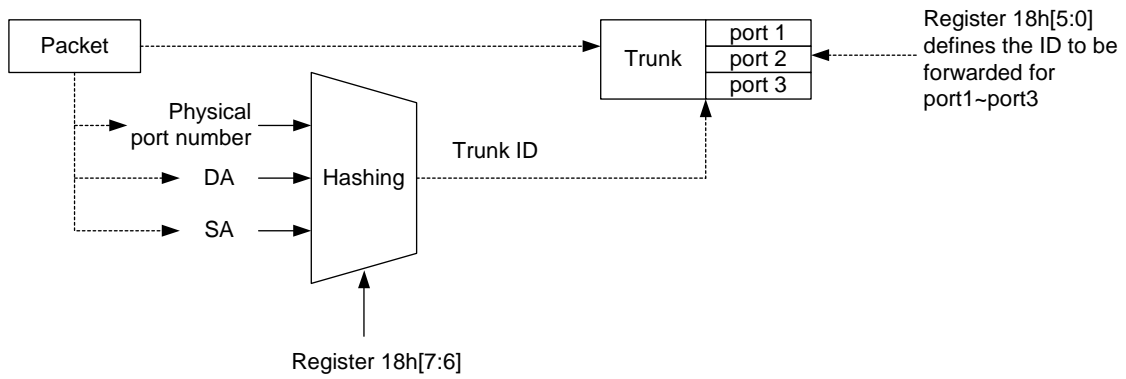 Packet
Trunk
port 1
port 2
port 3
Register 18h[5:0]
defines the ID to be
forwarded for
port1~port3
Physical
port number
DA
SA
Hashing
Trunk ID
Register 18h[7:6]